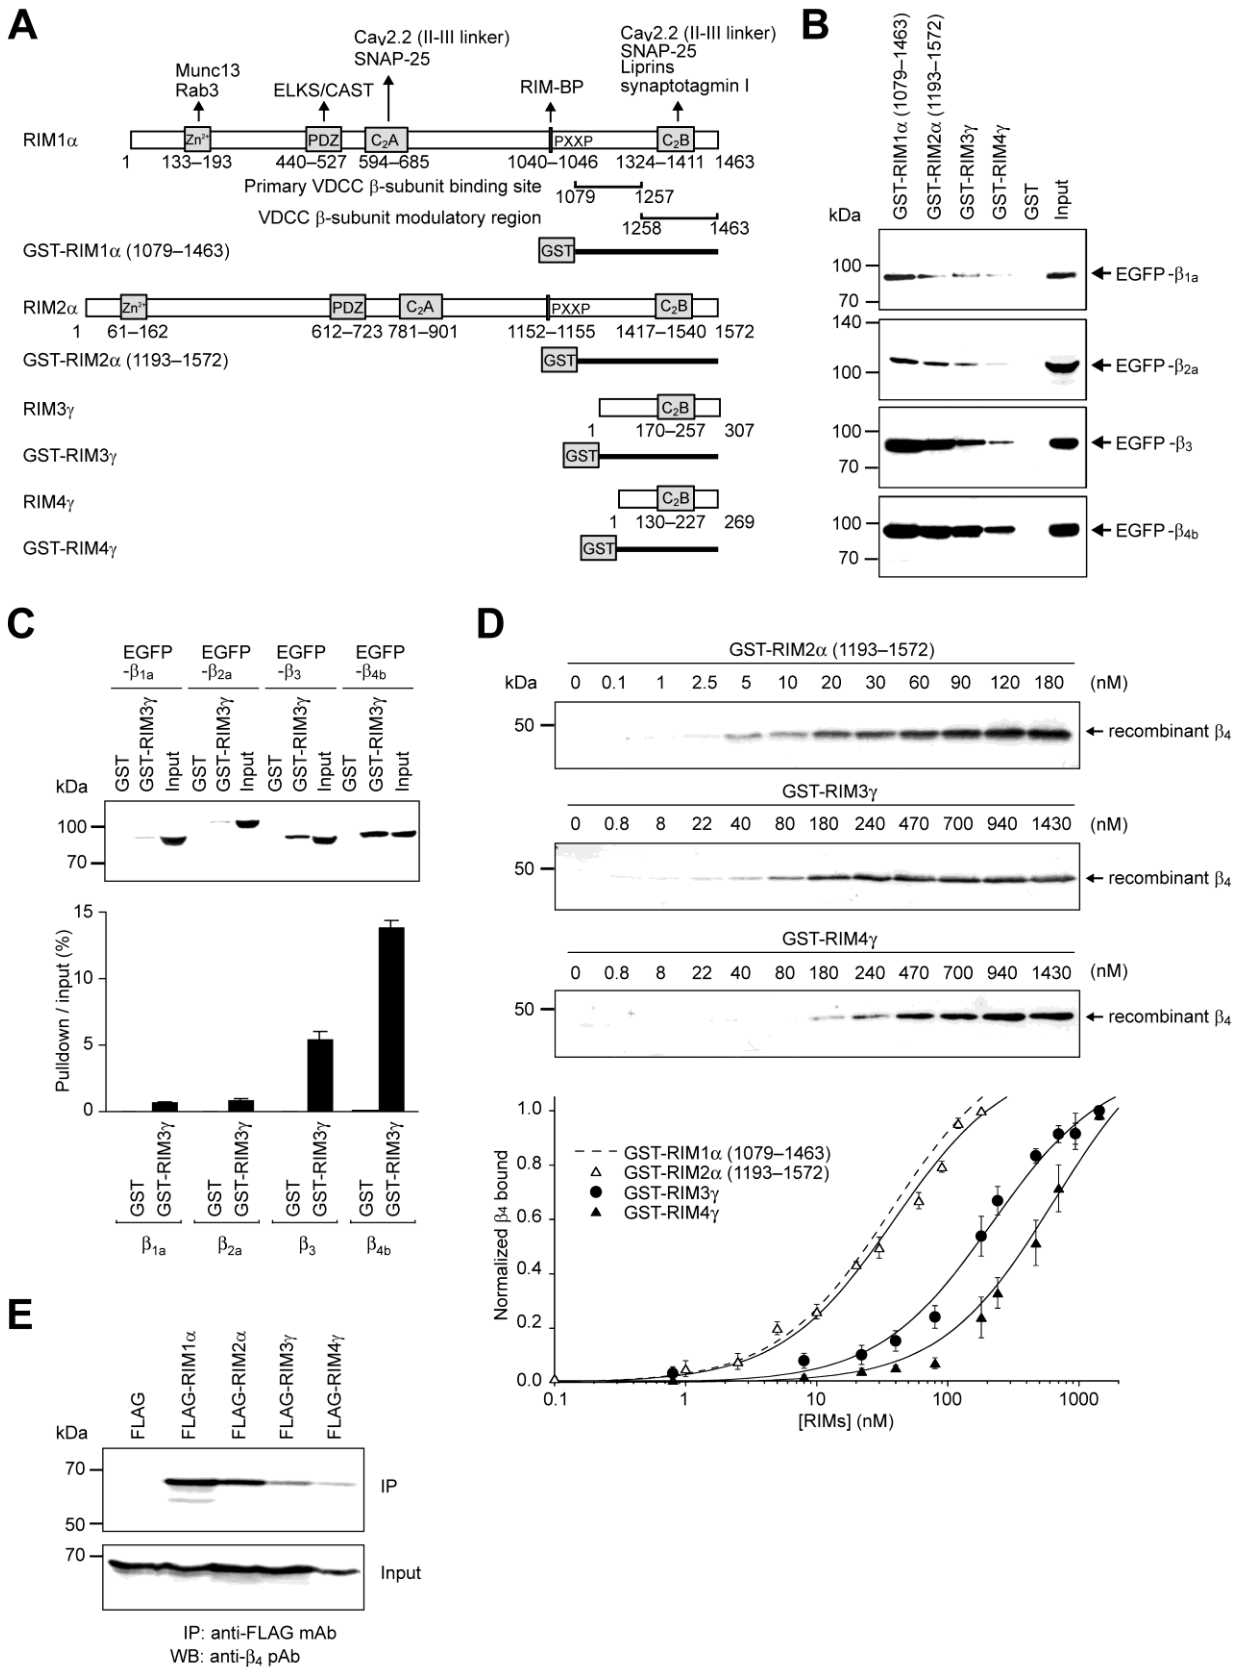 A
Munc13
Rab3
ELKS/CAST
Cav2.2 (II-III linker)
SNAP-25
RIM-BP
Cav2.2 (II-III linker)
SNAP-25
Liprins
synaptotagmin I
RIM1α
Zn²⁺ PDZ C₂A PXXP C₂B
1 133–193 440–527 594–685 1040–1046 1324–1411 1463
Primary VDCC β-subunit binding site
1079 1257
VDCC β-subunit modulatory region
1258 1463
GST-RIM1α (1079–1463)
GST
RIM2α
Zn²⁺ PDZ C₂A PXXP C₂B
1 61–162 612–723 781–901 1152–1155 1417–1540 1572
GST-RIM2α (1193–1572)
GST
RIM3γ
C₂B
1 170–257 307
GST-RIM3γ
GST
RIM4γ
C₂B
1 130–227 269
GST-RIM4γ
GST
B
GST-RIM1α (1079–1463)
GST-RIM2α (1193–1572)
GST-RIM3γ
GST-RIM4γ
GST
Input
kDa
100
70
EGFP-β₁ₐ
140
100
EGFP-β₂ₐ
100
70
EGFP-β₃
100
70
EGFP-β4b
C
EGFP -β₁ₐ
EGFP -β₂ₐ
EGFP -β₃
EGFP -β4b
GST
GST-RIM3γ
Input
GST
GST-RIM3γ
Input
GST
GST-RIM3γ
Input
GST
GST-RIM3γ
Input
kDa
100
70
Pulldown / input (%)
15
10
5
0
GST
GST-RIM3γ
GST
GST-RIM3γ
GST
GST-RIM3γ
GST
GST-RIM3γ
β₁ₐ β₂ₐ β₃ β4b
D
GST-RIM2α (1193–1572)
kDa 0 0.1 1 2.5 5 10 20 30 60 90 120 180 (nM)
50
recombinant β₄
GST-RIM3γ
0 0.8 8 22 40 80 180 240 470 700 940 1430 (nM)
50
recombinant β₄
GST-RIM4γ
0 0.8 8 22 40 80 180 240 470 700 940 1430 (nM)
50
recombinant β₄
Normalized β₄ bound
1.0
0.8
0.6
0.4
0.2
0.0
GST-RIM1α (1079–1463)
GST-RIM2α (1193–1572)
GST-RIM3γ
GST-RIM4γ
0.1 1 10 100 1000
[RIMs] (nM)
E
FLAG
FLAG-RIM1α
FLAG-RIM2α
FLAG-RIM3γ
FLAG-RIM4γ
kDa
70
50
IP
70
Input
IP: anti-FLAG mAb
WB: anti-β₄ pAb